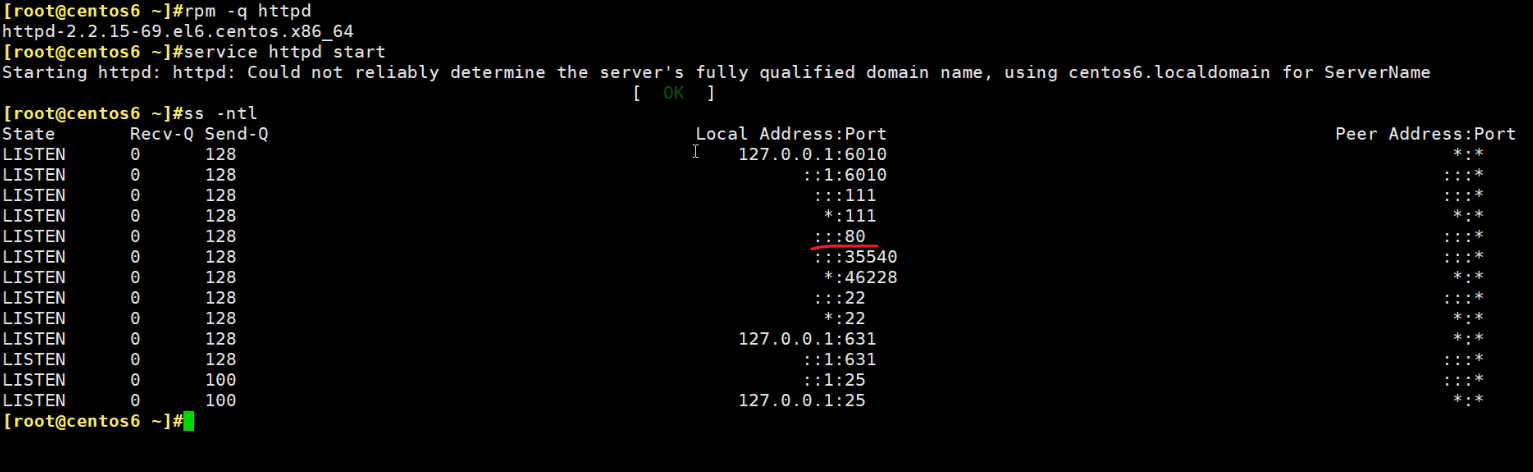 [root@centos6 ~]#rpm -q httpd
httpd-2.2.15-69.el6.centos.x86_64
[root@centos6 ~]#service httpd start
Starting httpd: httpd: Could not reliably determine the server's fully qualified domain name, using centos6.localdomain for ServerName
[  OK  ]
[root@centos6 ~]#ss -ntl
State Recv-Q Send-Q Local Address:Port Peer Address:Port
LISTEN 0 128 127.0.0.1:6010 *:*
LISTEN 0 128 ::1:6010 :::*
LISTEN 0 128 :::111 :::*
LISTEN 0 128 *:111 *:*
LISTEN 0 128 :::80 :::*
LISTEN 0 128 :::35540 :::*
LISTEN 0 128 *:46228 *:*
LISTEN 0 128 :::22 :::*
LISTEN 0 128 *:22 *:*
LISTEN 0 128 127.0.0.1:631 *:*
LISTEN 0 128 ::1:631 :::*
LISTEN 0 100 ::1:25 :::*
LISTEN 0 100 127.0.0.1:25 *:*
[root@centos6 ~]#